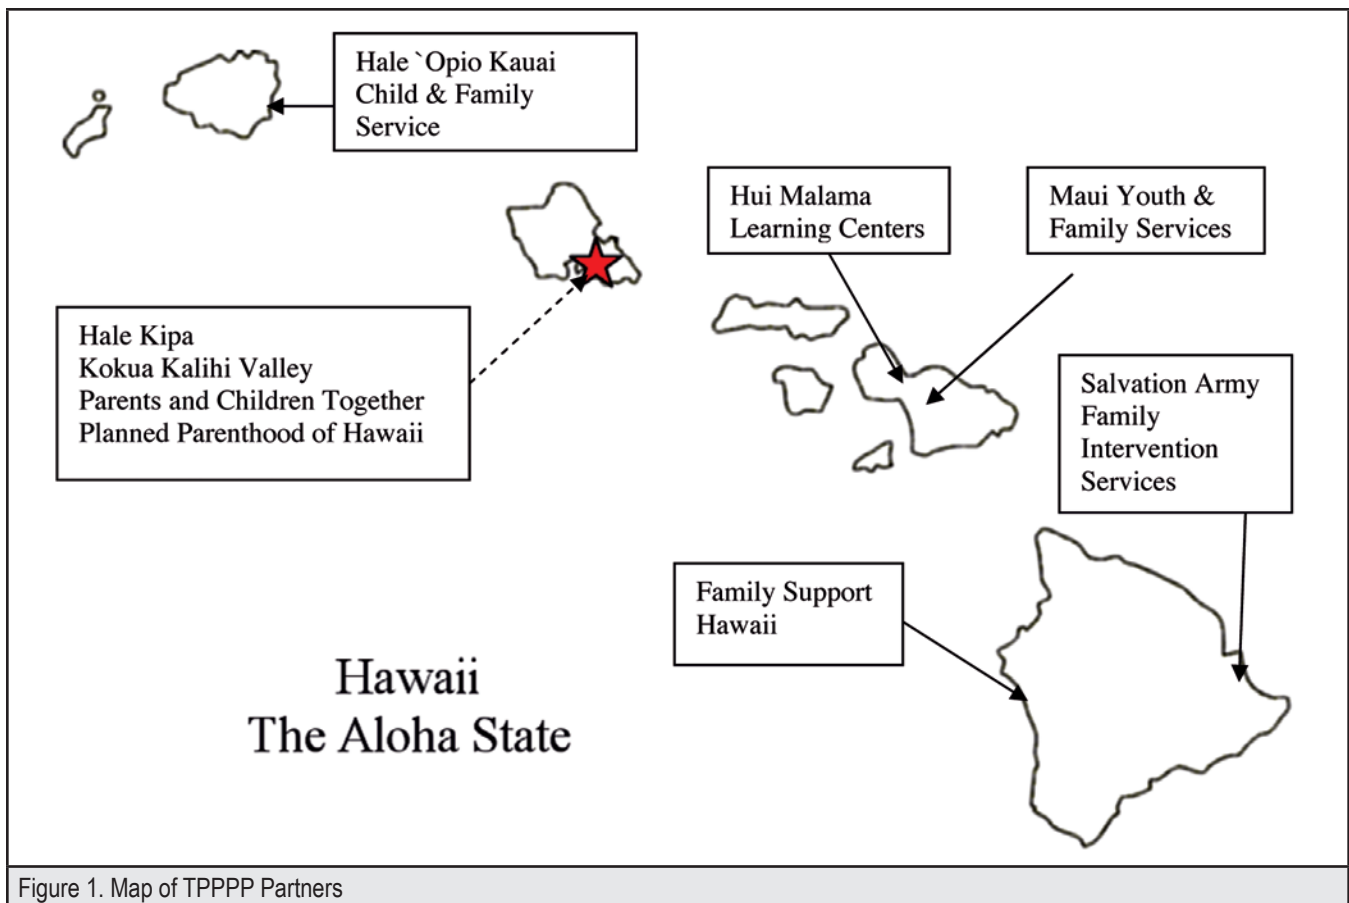 Hale `Opio Kauai
Child & Family
Service
Hui Malama
Learning Centers
Maui Youth &
Family Services
Hale Kipa
Kokua Kalihi Valley
Parents and Children Together
Planned Parenthood of Hawaii
Salvation Army
Family
Intervention
Services
Family Support
Hawaii
Hawaii
The Aloha State
Figure 1. Map of TPPPP Partners